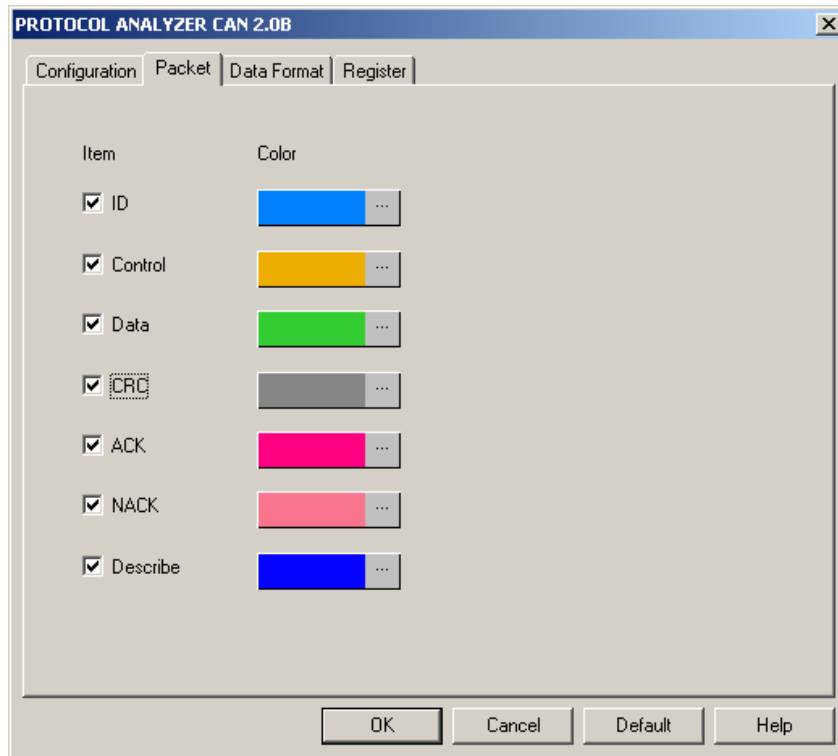 PROTOCOL ANALYZER CAN 2.0B
Configuration Packet Data Format Register
Item Color
ID ...
Control ...
Data ...
CRC ...
ACK ...
NACK ...
Describe ...
OK Cancel Default Help